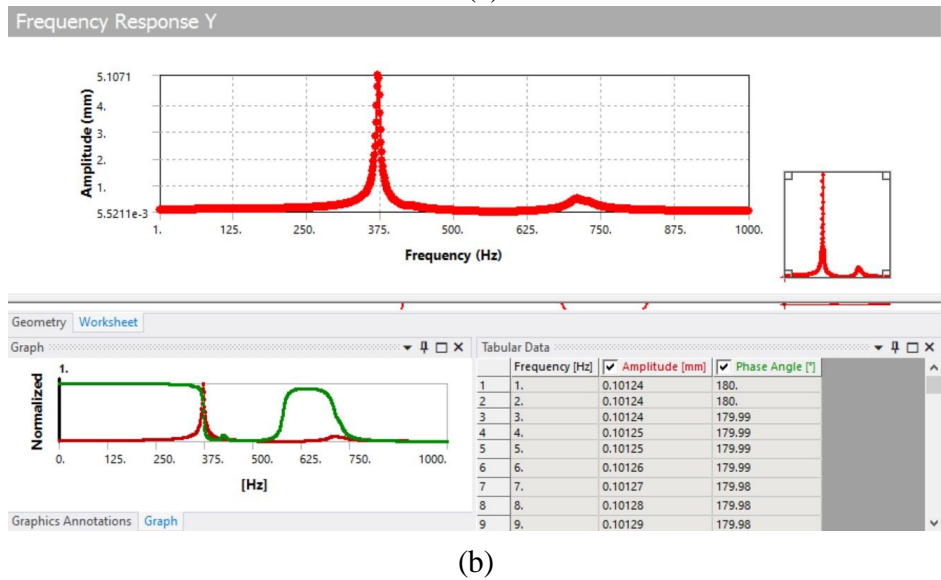 Frequency Response Y
5.1071
4.
3.
2.
1.
5.5211e-3
Amplitude (mm)
1. 125. 250. 375. 500. 625. 750. 875. 1000.
Frequency (Hz)
Geometry Worksheet
Graph
1.
Normalized
0. 125. 250. 375. 500. 625. 750. 1000.
[Hz]
Graphics Annotations Graph
Tabular Data
Frequency [Hz] Amplitude [mm] Phase Angle [°]
1 1. 0.10124 180.
2 2. 0.10124 180.
3 3. 0.10124 179.99
4 4. 0.10125 179.99
5 5. 0.10125 179.99
6 6. 0.10126 179.99
7 7. 0.10127 179.98
8 8. 0.10128 179.98
9 9. 0.10129 179.98
(b)